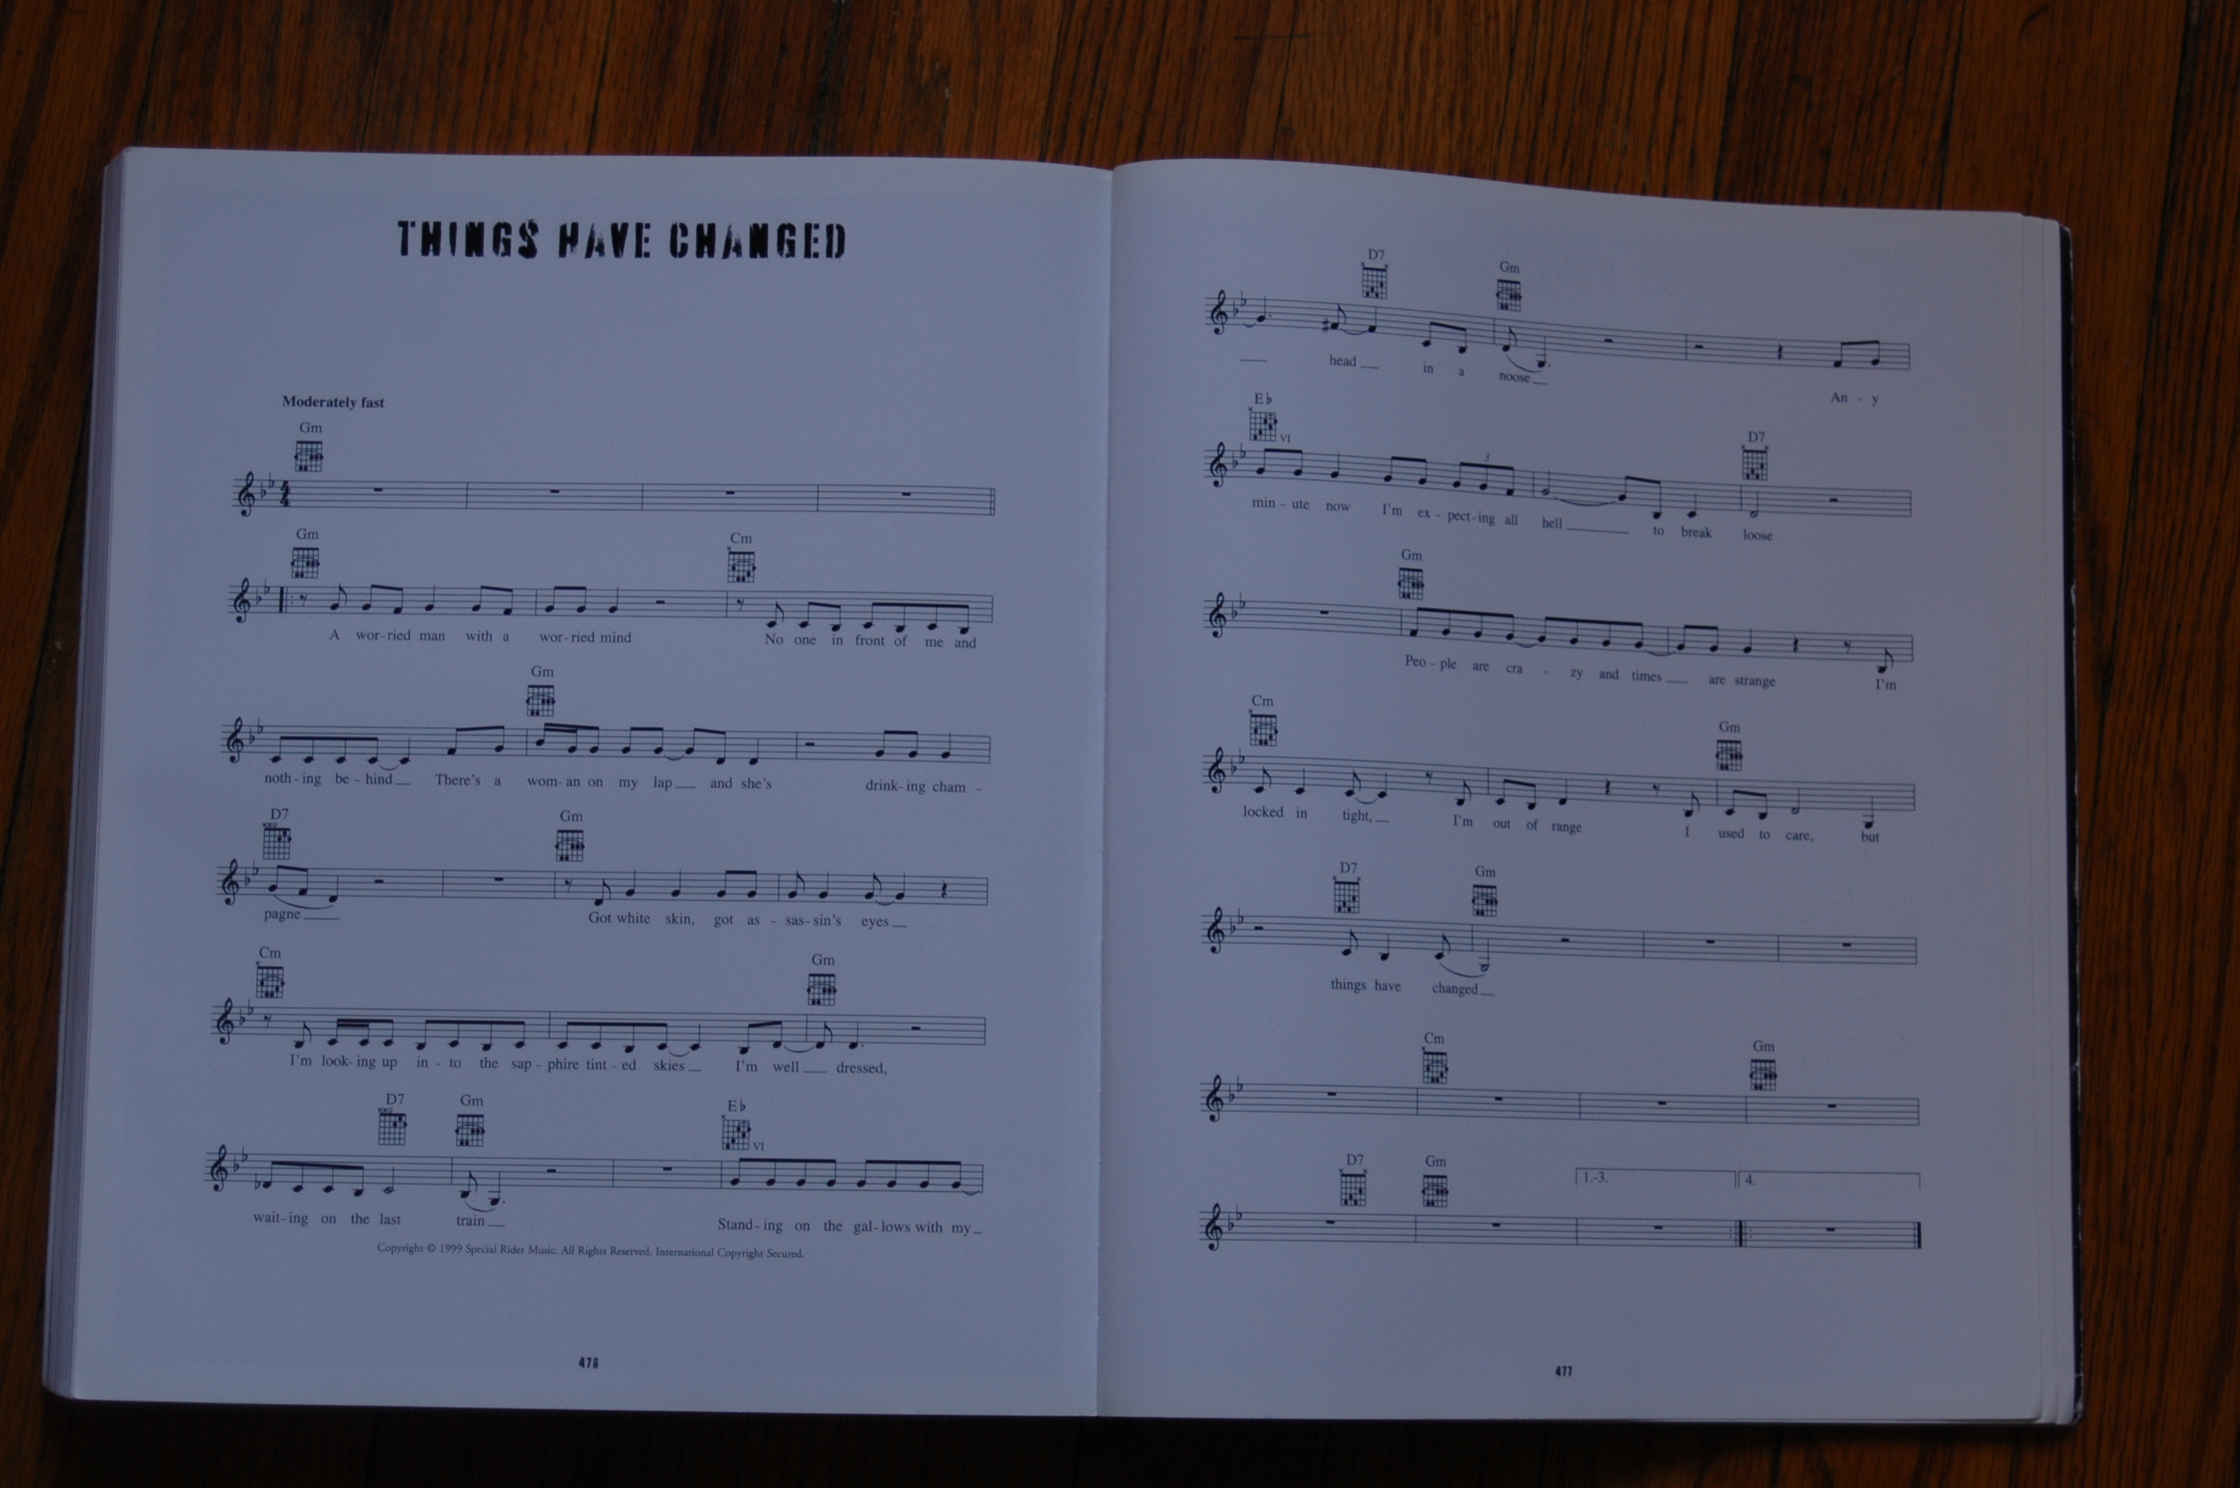 THINGS HAVE CHANGED
Moderately fast
Gm
4/4
Gm Cm
A wor-ried man with a wor-ried mind No one in front of me and
Gm
noth-ing be-hind There's a wom-an on my lap and she's drink-ing cham-
D7 Gm
pagne Got white skin, got as-sas-sin's eyes
Cm Gm
I'm look-ing up in-to the sap-phire tint-ed skies I'm well dressed,
D7 Gm E♭ VI
wait-ing on the last train Stand-ing on the gal-lows with my
Copyright © 1999 Special Rider Music. All Rights Reserved. International Copyright Secured.
476
D7 Gm
head in a noose An-y
E♭ VI 3 D7
min-ute now I'm ex-pect-ing all hell to break loose
Gm
Peo-ple are cra-zy and times are strange I'm
Cm Gm
locked in tight, I'm out of range I used to care, but
D7 Gm
things have changed
Cm Gm
D7 Gm 1.-3. 4.
477